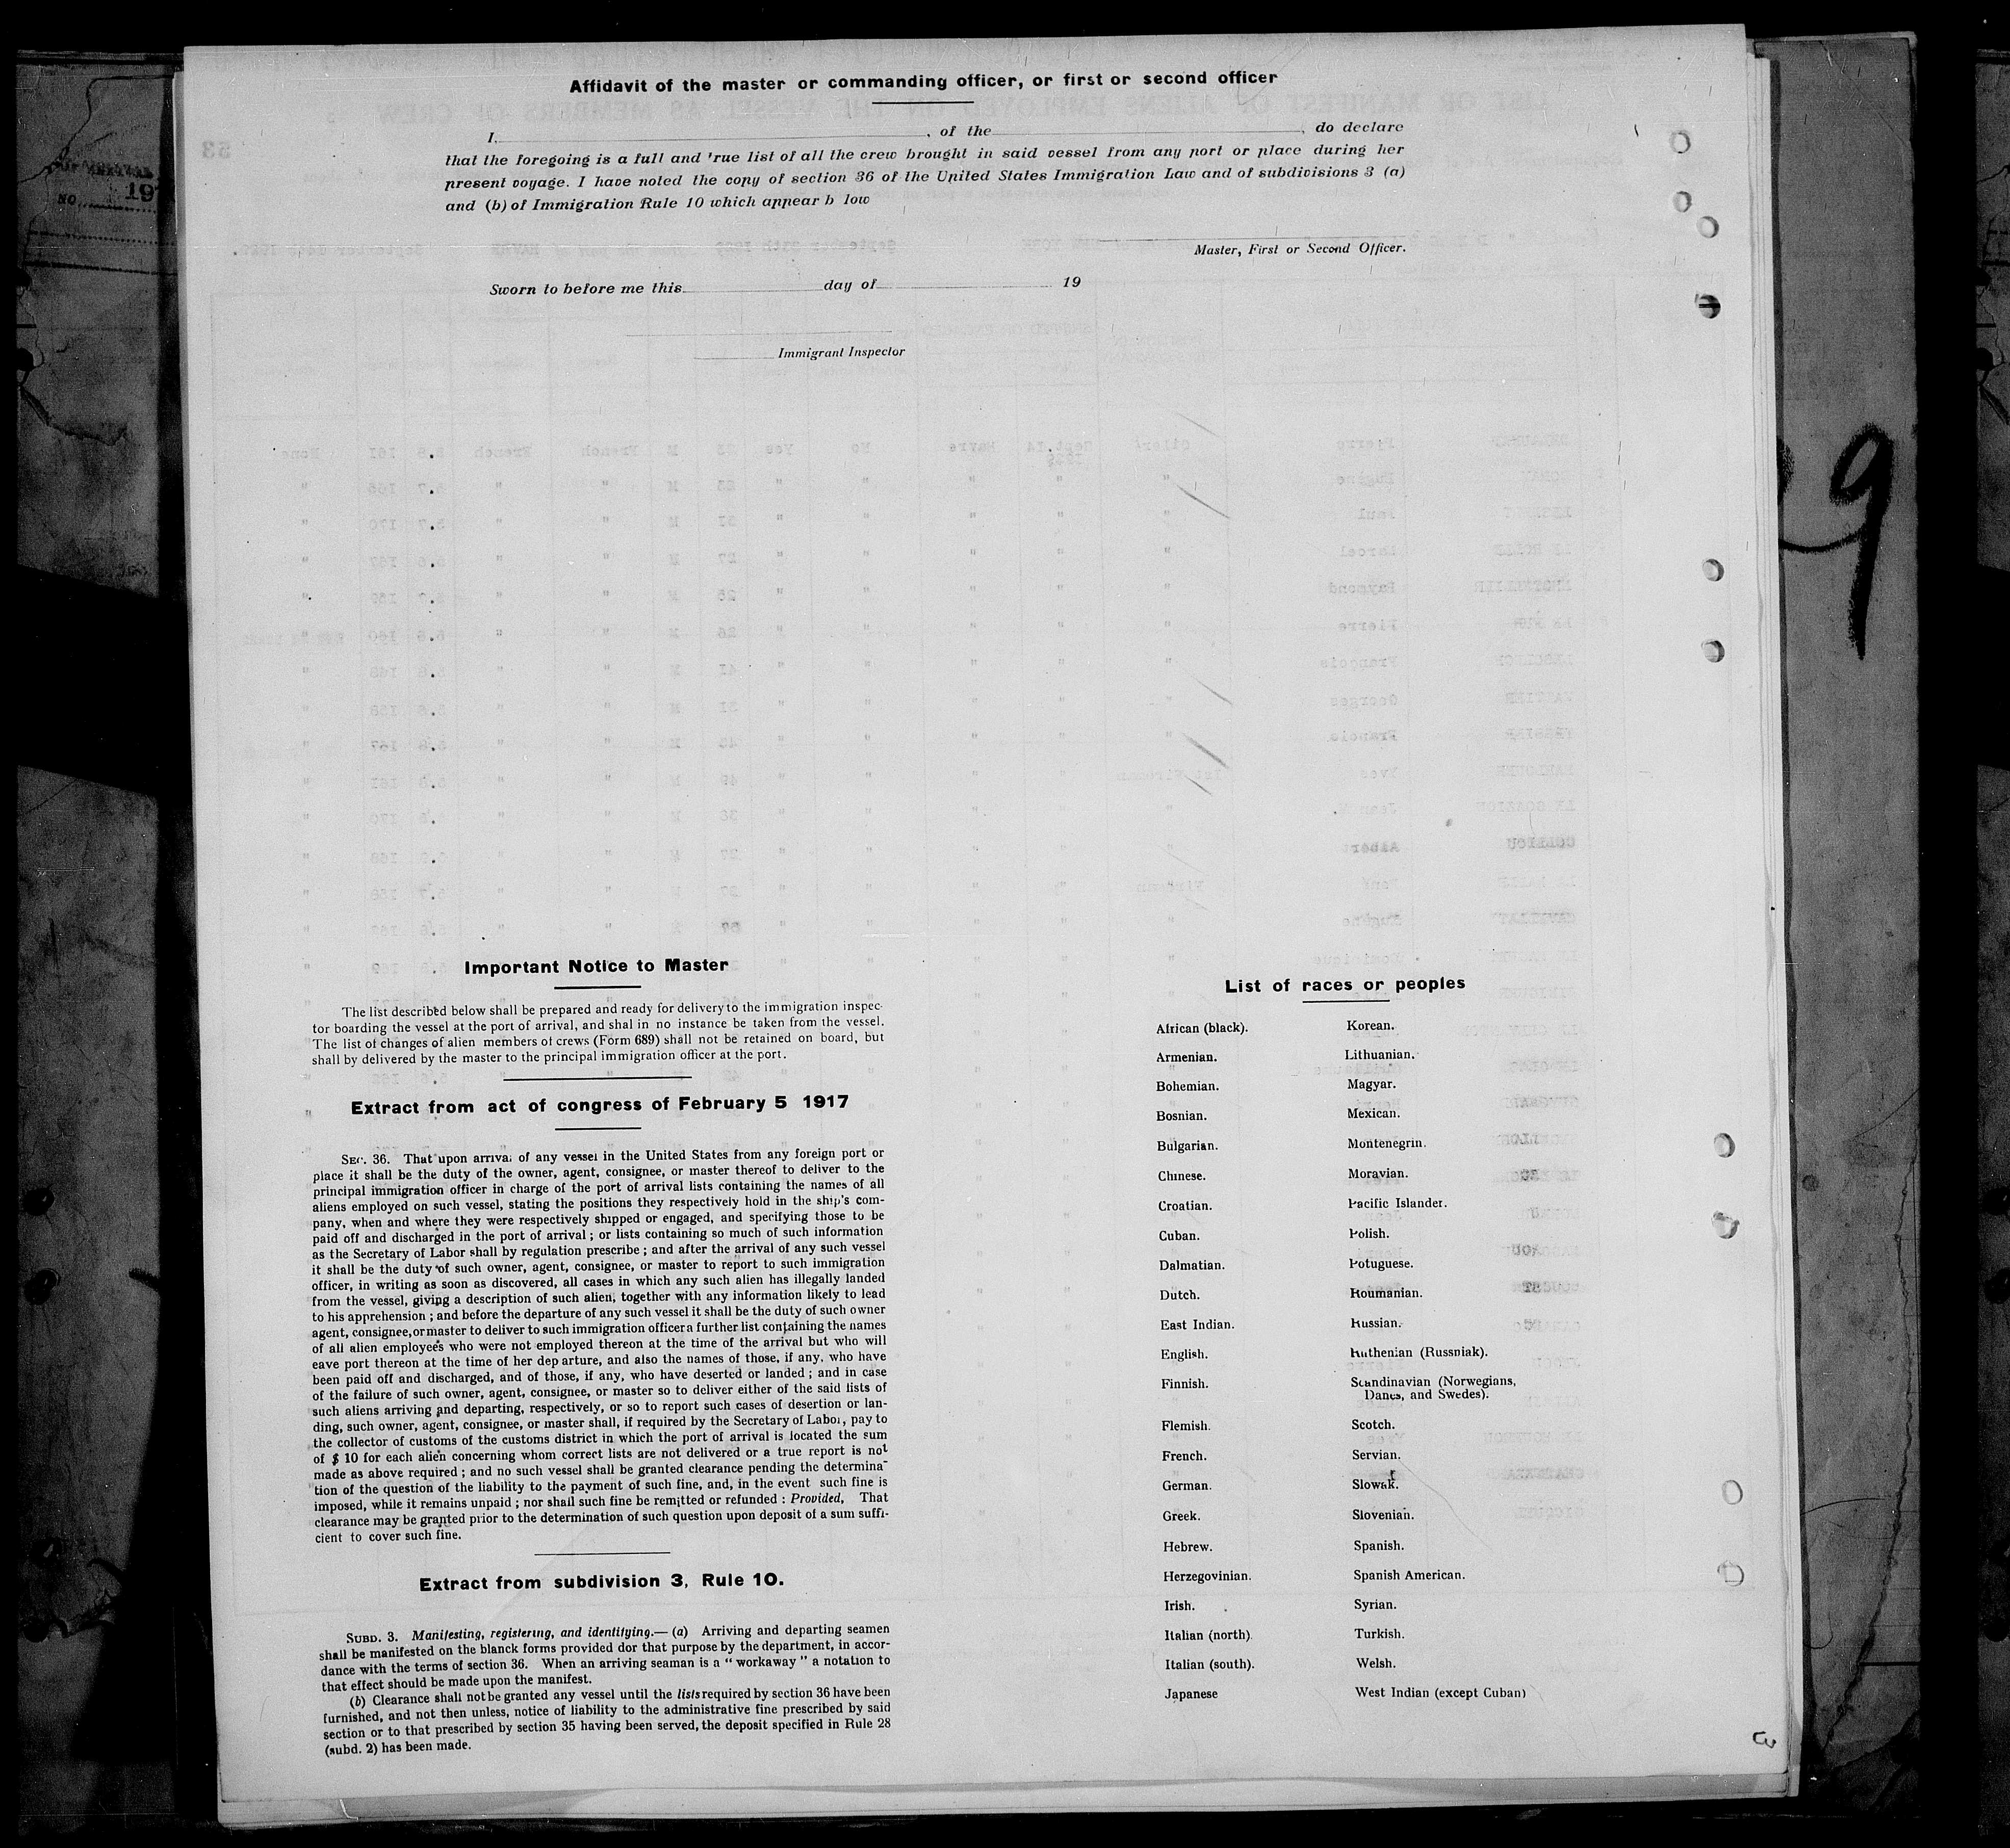 Affidavit of the master or commanding officer, or first or second officer
I, , of the , do declare
that the foregoing is a full and 'rue list of all the crew brought in said vessel from any port or place during her
present voyage. I have noted the copy of section 36 of the United States Immigration Law and of subdivisions 3 (a)
and (b) of Immigration Rule 10 which appear b low
Master, First or Second Officer.
Sworn to before me this day of 19
Immigrant Inspector
Important Notice to Master
The list described below shall be prepared and ready for delivery to the immigration inspec-
tor boarding the vessel at the port of arrival, and shal in no instance be taken from the vessel.
The list of changes of alien members of crews (Form 689) shall not be retained on board, but
shall by delivered by the master to the principal immigration officer at the port.
Extract from act of congress of February 5 1917
SEC. 36. That upon arrival of any vessel in the United States from any foreign port or
place it shall be the duty of the owner, agent, consignee, or master thereof to deliver to the
principal immigration officer in charge of the port of arrival lists containing the names of all
aliens employed on such vessel, stating the positions they respectively hold in the ship's com-
pany, when and where they were respectively shipped or engaged, and specifying those to be
paid off and discharged in the port of arrival ; or lists containing so much of such information
as the Secretary of Labor shall by regulation prescribe ; and after the arrival of any such vessel
it shall be the duty of such owner, agent, consignee, or master to report to such immigration
officer, in writing as soon as discovered, all cases in which any such alien has illegally landed
from the vessel, giving a description of such alien, together with any information likely to lead
to his apprehension ; and before the departure of any such vessel it shall be the duty of such owner
agent, consignee, or master to deliver to such immigration officer a further list containing the names
of all alien employees who were not employed thereon at the time of the arrival but who will
eave port thereon at the time of her dep arture, and also the names of those, if any, who have
been paid off and discharged, and of those, if any, who have deserted or landed ; and in case
of the failure of such owner, agent, consignee, or master so to deliver either of the said lists of
such aliens arriving and departing, respectively, or so to report such cases of desertion or lan-
ding, such owner, agent, consignee, or master shall, if required by the Secretary of Labor, pay to
the collector of customs of the customs district in which the port of arrival is located the sum
of $ 10 for each alien concerning whom correct lists are not delivered or a true report is not
made as above required ; and no such vessel shall be granted clearance pending the determina-
tion of the question of the liability to the payment of such fine, and, in the event such fine is
imposed, while it remains unpaid ; nor shall such fine be remitted or refunded : Provided, That
clearance may be granted prior to the determination of such question upon deposit of a sum suffi-
cient to cover such fine.
Extract from subdivision 3, Rule 10.
SUBD. 3. Manifesting, registering, and identifying.— (a) Arriving and departing seamen
shall be manifested on the blanck forms provided dor that purpose by the department, in accor-
dance with the terms of section 36. When an arriving seaman is a “ workaway ” a notation to
that effect should be made upon the manifest.
(b) Clearance shall not be granted any vessel until the lists required by section 36 have been
furnished, and not then unless, notice of liability to the administrative fine prescribed by said
section or to that prescribed by section 35 having been served, the deposit specified in Rule 28
(subd. 2) has been made.
List of races or peoples
African (black).
Armenian.
Bohemian.
Bosnian.
Bulgarian.
Chinese.
Croatian.
Cuban.
Dalmatian.
Dutch.
East Indian.
English.
Finnish.
Flemish.
French.
German.
Greek.
Hebrew.
Herzegovinian.
Irish.
Italian (north).
Italian (south).
Japanese
Korean.
Lithuanian.
Magyar.
Mexican.
Montenegrin.
Moravian.
Pacific Islander.
Polish.
Potuguese.
Roumanian.
Russian.
Ruthenian (Russniak).
Scandinavian (Norwegians,
Danes, and Swedes).
Scotch.
Servian.
Slowak.
Slovenian.
Spanish.
Spanish American.
Syrian.
Turkish.
Welsh.
West Indian (except Cuban)
3
9
NO 19